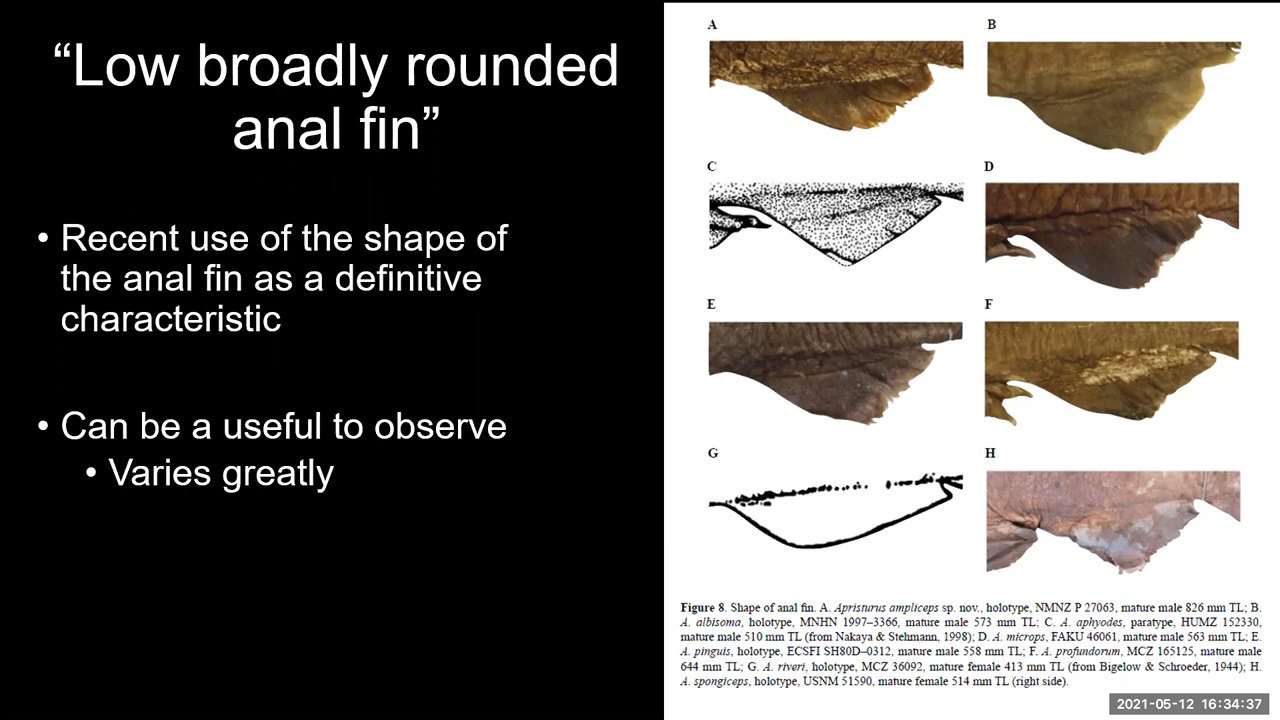 “Low broadly rounded
anal fin”
• Recent use of the shape of
the anal fin as a definitive
characteristic
• Can be a useful to observe
• Varies greatly
A
B
C
D
E
F
G
H
Figure 8. Shape of anal fin. A. Apristurus ampliceps sp. nov., holotype, NMNZ P 27063, mature male 826 mm TL; B.
A. albisoma, holotype, MNHN 1997–3366, mature male 573 mm TL; C. A. aphyodes, paratype, HUMZ 152330,
mature male 510 mm TL (from Nakaya & Stehmann, 1998); D. A. microps, FAKU 46061, mature male 563 mm TL; E.
A. pinguis, holotype, ECSFI SH80D–0312, mature male 558 mm TL; F. A. profundorum, MCZ 165125, mature male
644 mm TL; G. A. riveri, holotype, MCZ 36092, mature female 413 mm TL (from Bigelow & Schroeder, 1944); H.
A. spongiceps, holotype, USNM 51590, mature female 514 mm TL (right side).
2021-05-12 16:34:37